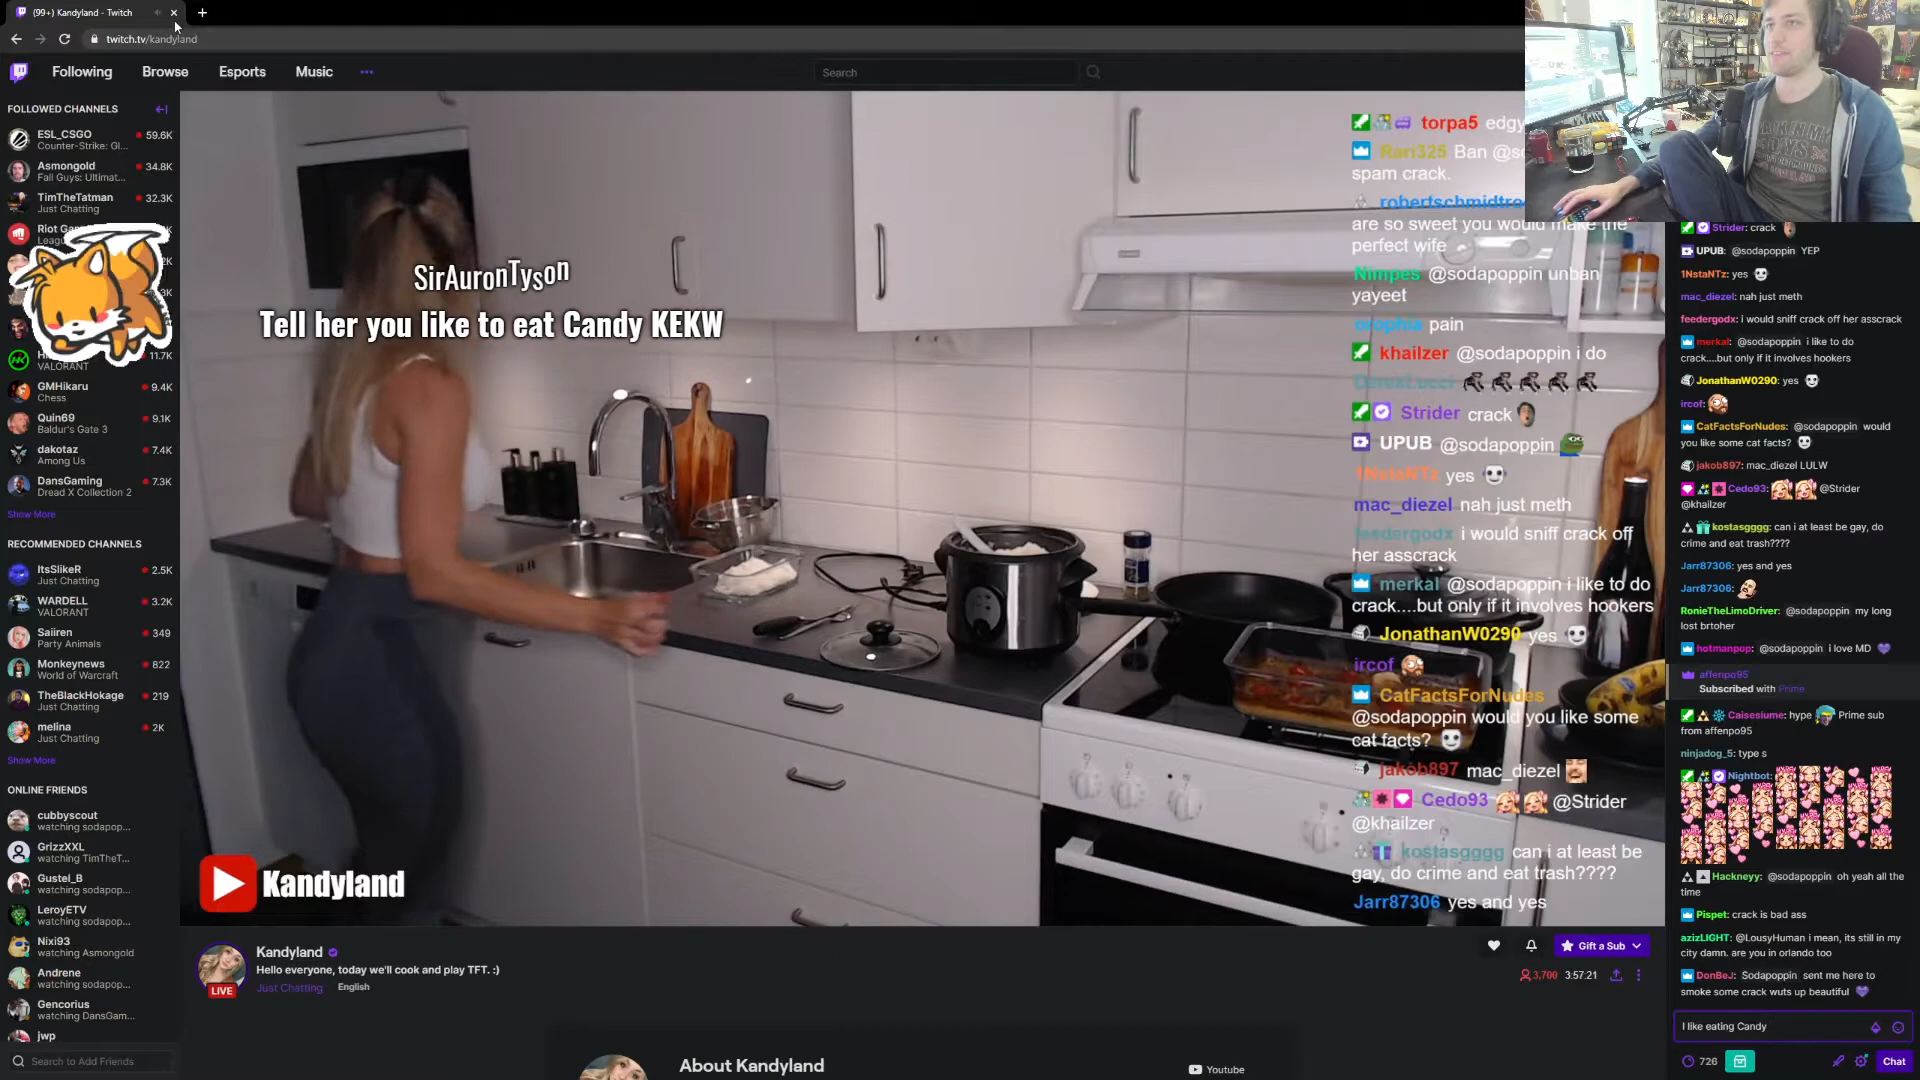 (99+) Kandyland - Twitch
twitch.tv/kandyland
Following
Browse
Esports
Music
Search
FOLLOWED CHANNELS
ESL_CSGO
59.6K
Counter-Strike: Gl...
Asmongold
34.8K
Fall Guys: Ultimat...
TimTheTatman
32.3K
Just Chatting
Riot
11.7K
VALORANT
GMHikaru
9.4K
Chess
Quin69
9.1K
Baldur's Gate 3
dakotaz
7.4K
Among Us
DansGaming
7.3K
Dread X Collection 2
Show More
RECOMMENDED CHANNELS
ItsSlikeR
2.5K
Just Chatting
WARDELL
3.2K
VALORANT
Saiiren
349
Party Animals
Monkeynews
822
World of Warcraft
TheBlackHokage
219
Just Chatting
melina
2K
Just Chatting
Show More
ONLINE FRIENDS
cubbyscout
watching sodapop...
GrizzXXL
watching TimTheT...
Gustel_B
watching sodapop...
LeroyETV
watching sodapop...
Nixi93
watching Asmongold
Andrene
watching sodapop...
Gencorius
watching DansGam...
jwp
Search to Add Friends
SirAuronTyson
Tell her you like to eat Candy KEKW
Kandyland
torpa5 edgy
Rari325 Ban @so
spam crack.
robertschmidtro
are so sweet you would make the
perfect wife
Nimpes @sodapoppin unban
yayeet
orophia pain
khailzer @sodapoppin i do
Strider crack
UPUB @sodapoppin
1NstaNTz yes
mac_diezel nah just meth
feedergodx i would sniff crack off
her asscrack
merkal @sodapoppin i like to do
crack....but only if it involves hookers
JonathanW0290 yes
ircof
CatFactsForNudes
@sodapoppin would you like some
cat facts?
jakob897 mac_diezel
Cedo93 @Strider
@khailzer
kostasgggg can i at least be
gay, do crime and eat trash????
Jarr87306 yes and yes
Kandyland
Hello everyone, today we'll cook and play TFT. :)
LIVE
Just Chatting
English
Gift a Sub
3,700
3:57:21
About Kandyland
Youtube
Strider: crack
UPUB: @sodapoppin YEP
1NstaNTz: yes
mac_diezel: nah just meth
feedergodx: i would sniff crack off her asscrack
merkal: @sodapoppin i like to do
crack....but only if it involves hookers
JonathanW0290: yes
ircof:
CatFactsForNudes: @sodapoppin would
you like some cat facts?
jakob897: mac_diezel LULW
Cedo93: @Strider
@khailzer
kostasgggg: can i at least be gay, do
crime and eat trash????
Jarr87306: yes and yes
Jarr87306:
RonieTheLimoDriver: @sodapoppin my long
lost brtoher
hotmanpop: @sodapoppin i love MD
affenpo95
Subscribed with Prime
Caisesiume: hype Prime sub
from affenpo95
ninjadog_5: type s
Nightbot:
Hackneyy: @sodapoppin oh yeah all the
time
Pispet: crack is bad ass
azizLIGHT: @LousyHuman i mean, its still in my
city damn. are you in orlando too
DonBeJ: Sodapoppin sent me here to
smoke some crack wuts up beautiful
I like eating Candy
726
Chat